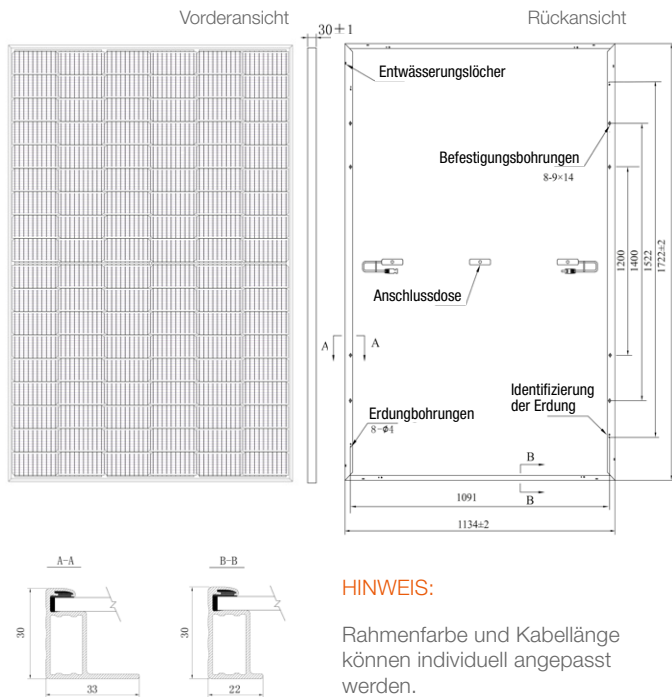 Vorderansicht
30±1
Rückansicht
Entwässerungslöcher
Befestigungsbohrungen
8-9×14
1200
1400
1522
1722±2
Anschlussdose
A
A
Erdungbohrungen
8-ϕ4
Identifizierung
der Erdung
B
B
1091
1134±2
A-A
30
33
B-B
30
22
HINWEIS:
Rahmenfarbe und Kabellänge
können individuell angepasst
werden.